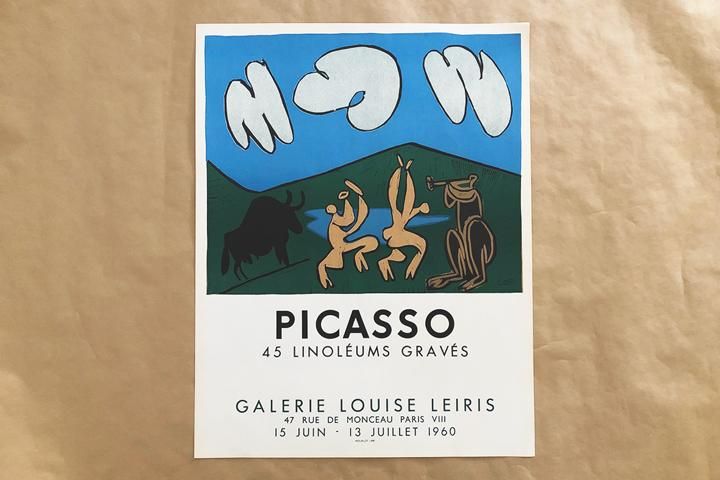 PICASSO
45 LINOLÉUMS GRAVÉS
GALERIE LOUISE LEIRIS
47 RUE DE MONCEAU PARIS VIII
15 JUIN - 13 JUILLET 1960